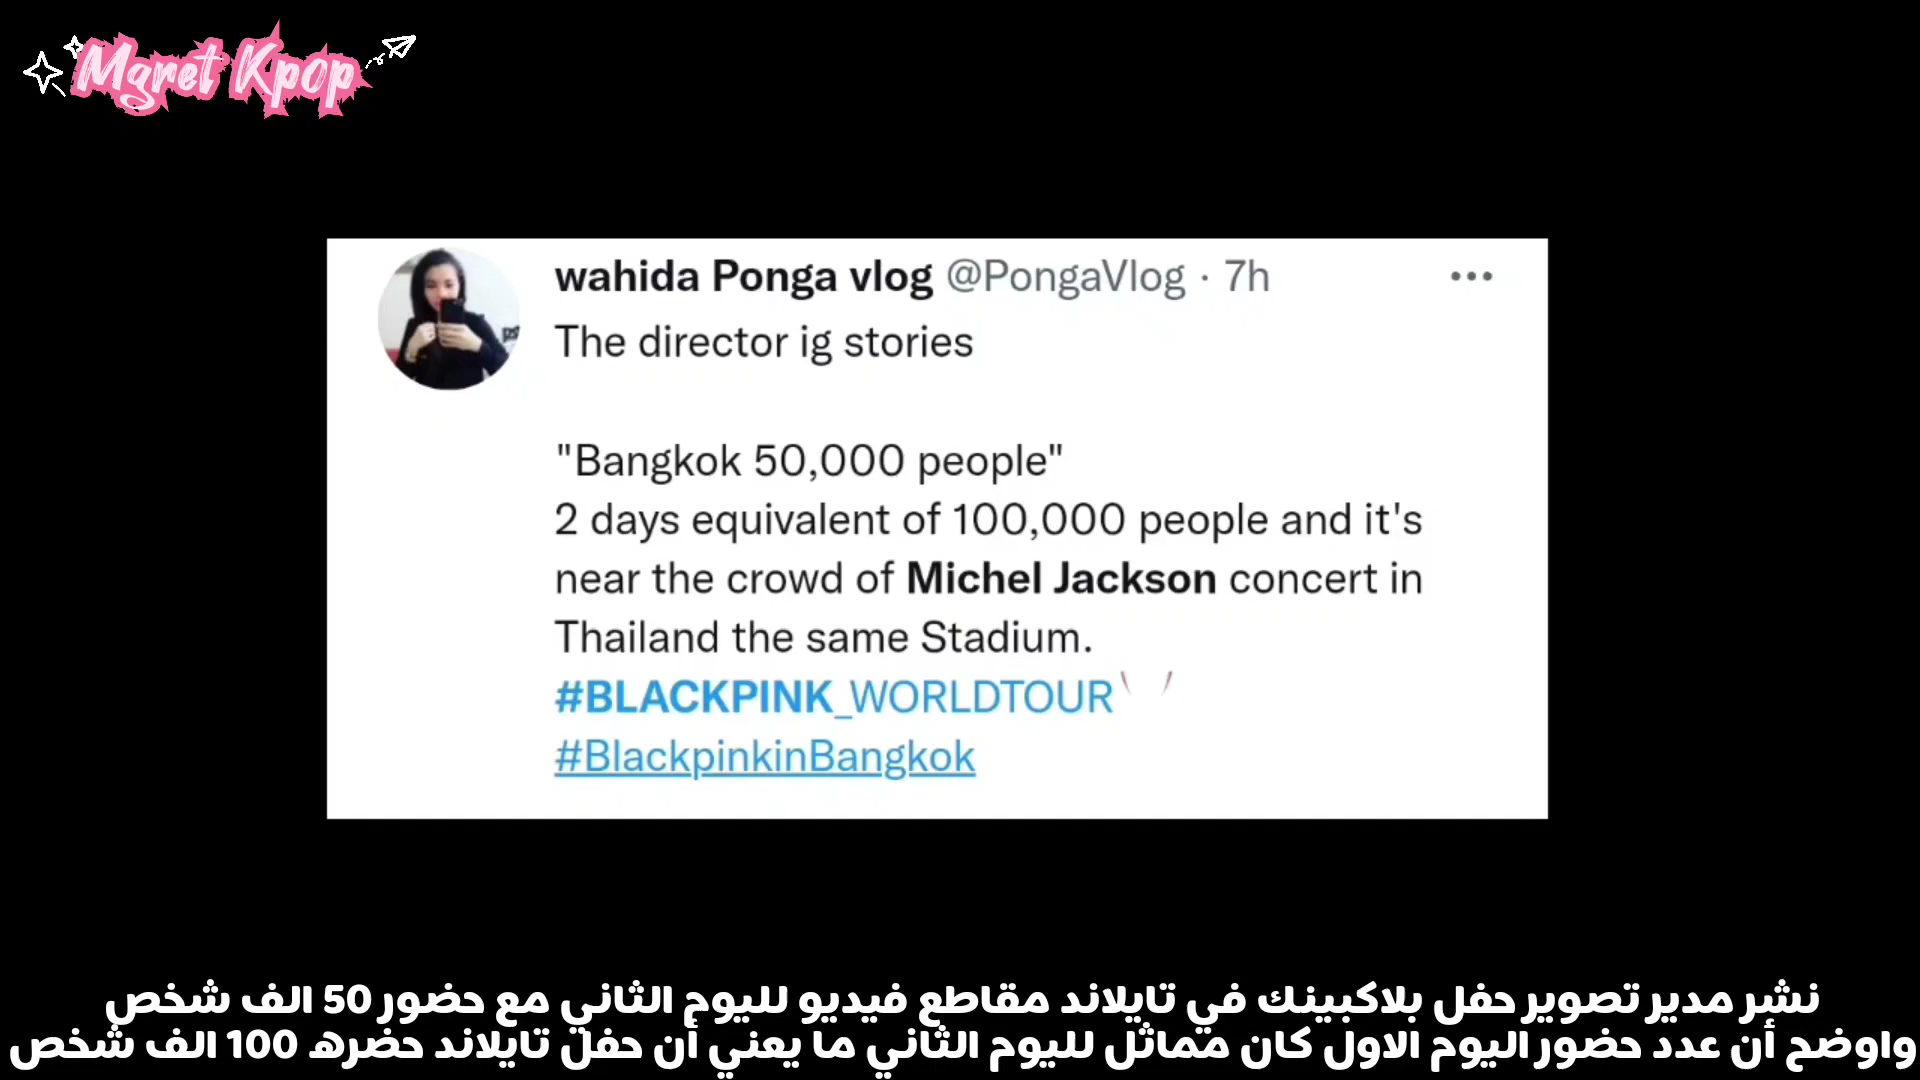 Mgret Kpop
wahida Ponga vlog @PongaVlog · 7h
The director ig stories
"Bangkok 50,000 people"
2 days equivalent of 100,000 people and it's
near the crowd of Michel Jackson concert in
Thailand the same Stadium.
#BLACKPINK_WORLDTOUR
#BlackpinkinBangkok
نشر مدير تصوير حفل بلاكبينك في تايلاند مقاطع فيديو لليوم الثاني مع حضور 50 الف شخص
واوضح أن عدد حضور اليوم الاول كان مماثل لليوم الثاني ما يعني أن حفل تايلاند حضره 100 الف شخص